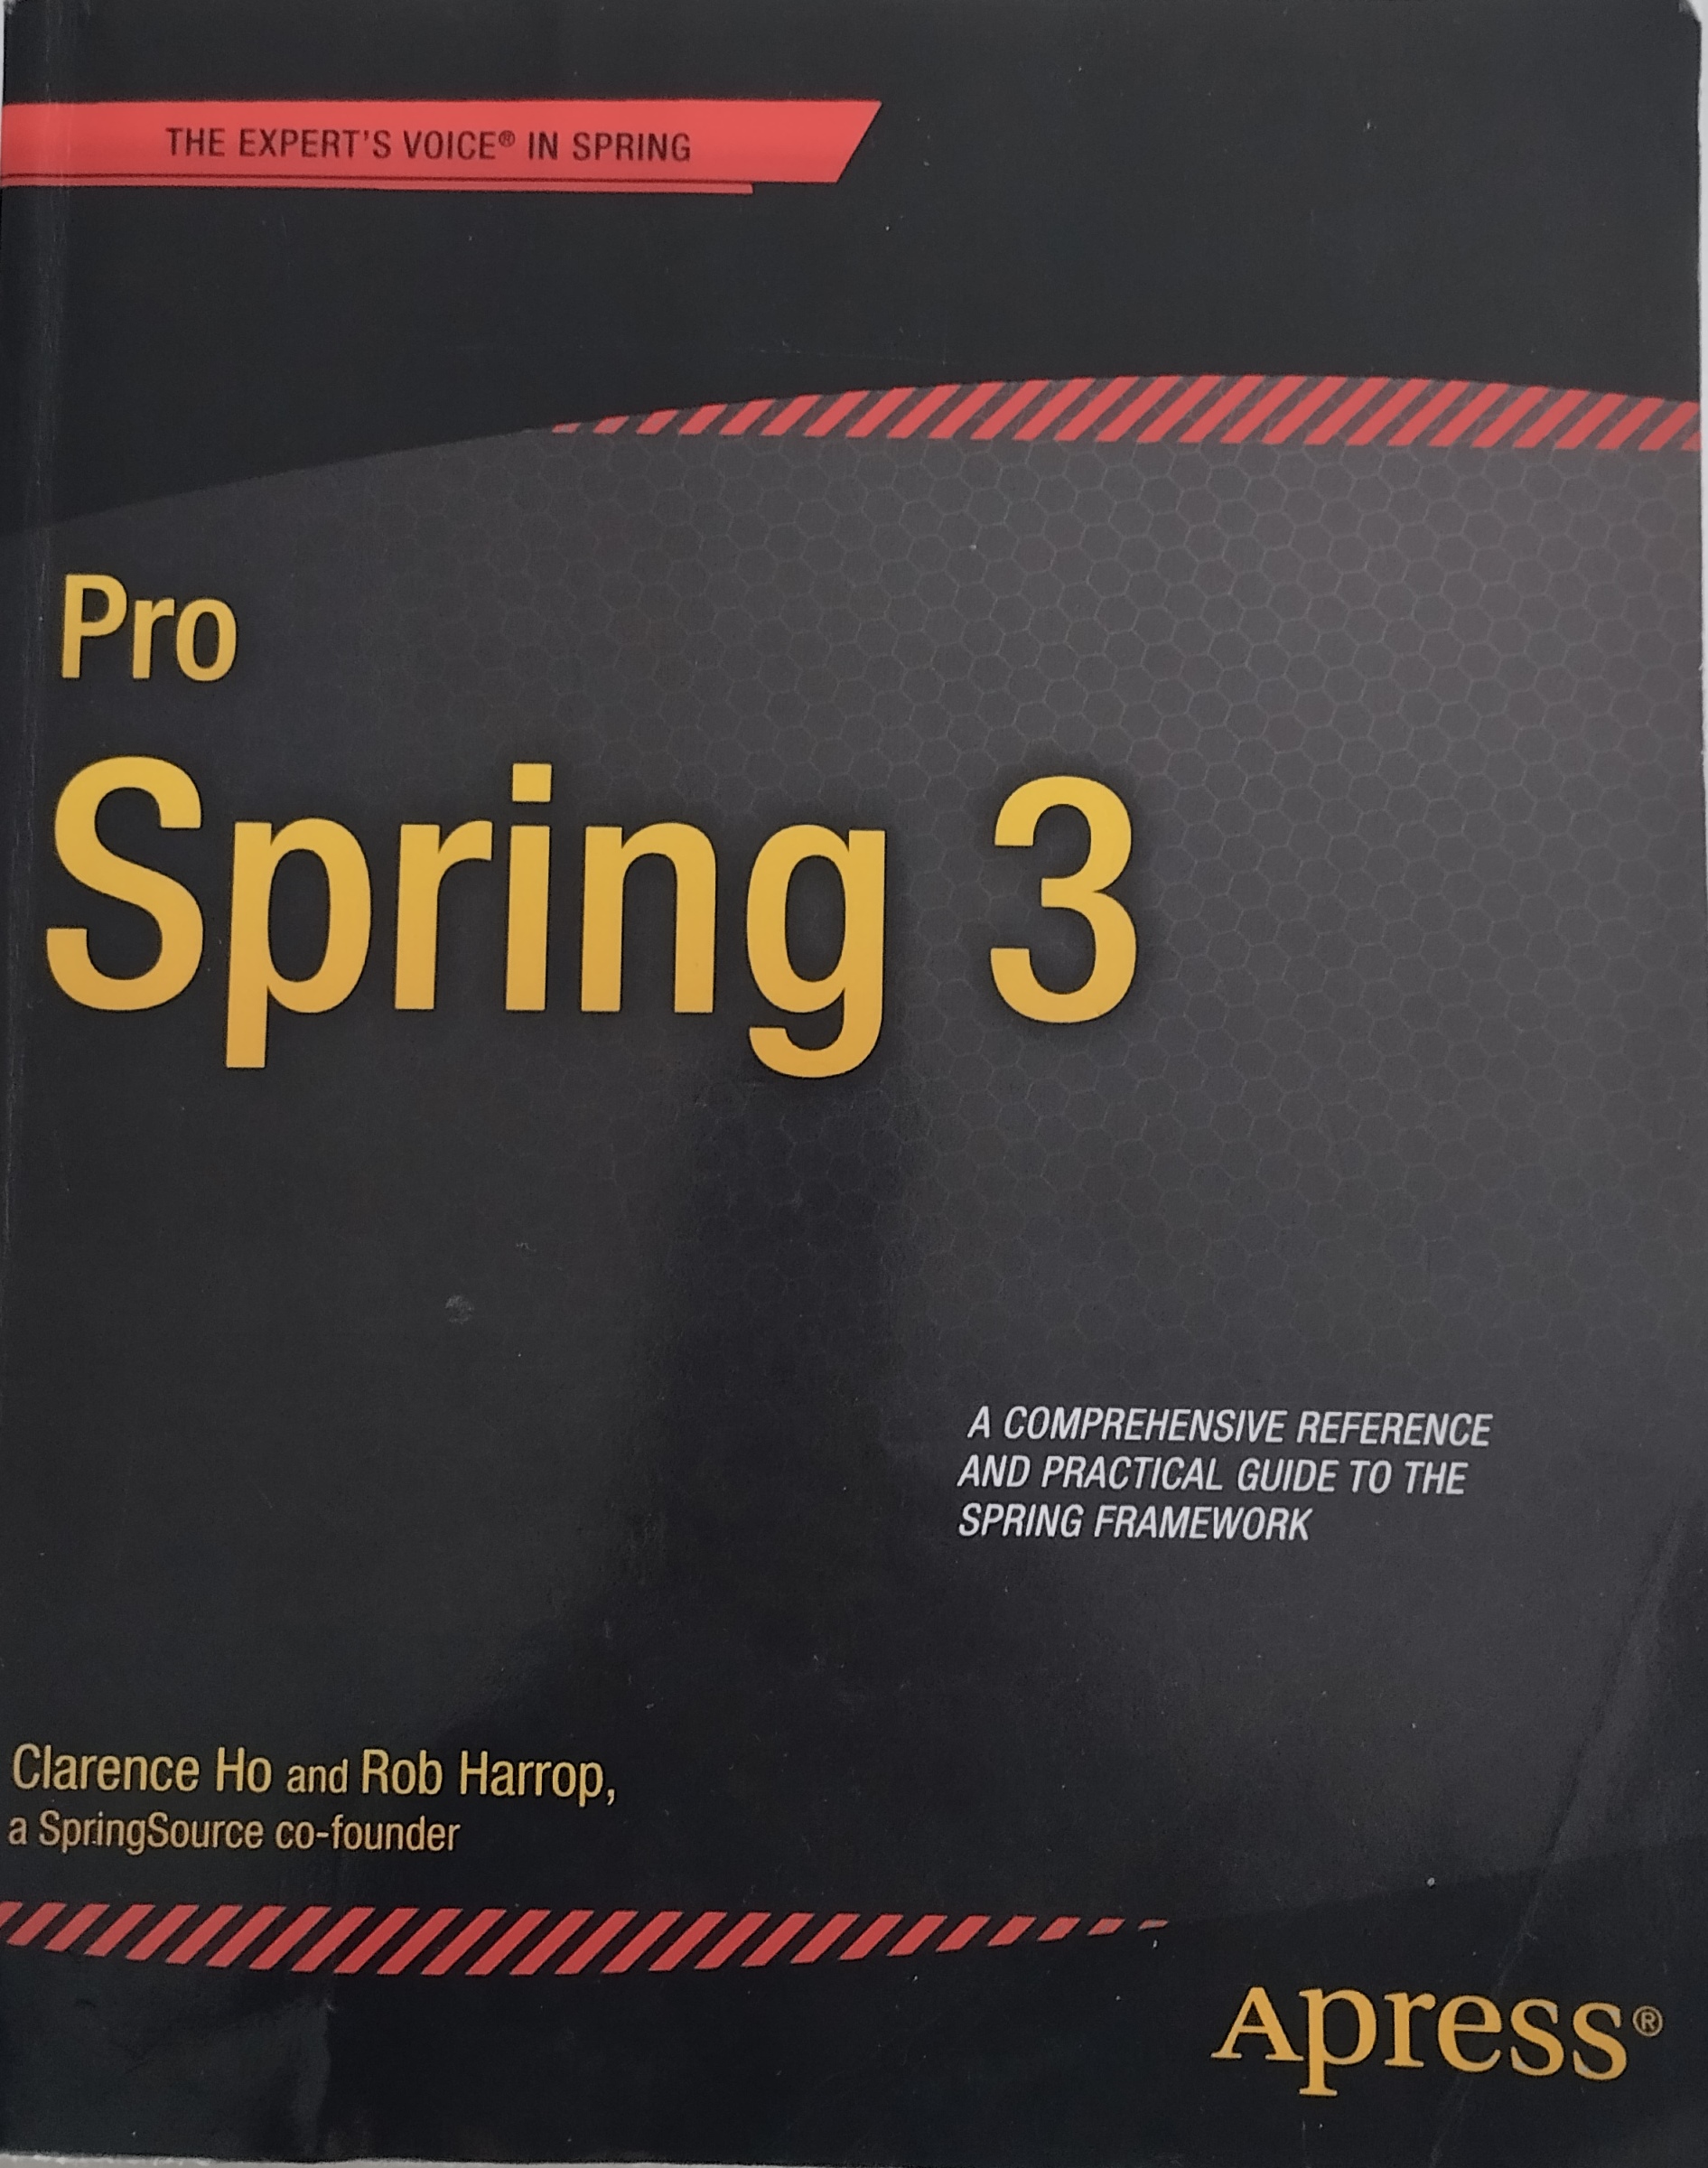 THE EXPERT'S VOICE® IN SPRING
Pro
Spring 3
A COMPREHENSIVE REFERENCE
AND PRACTICAL GUIDE TO THE
SPRING FRAMEWORK
Clarence Ho and Rob Harrop,
a SpringSource co-founder
Apress®